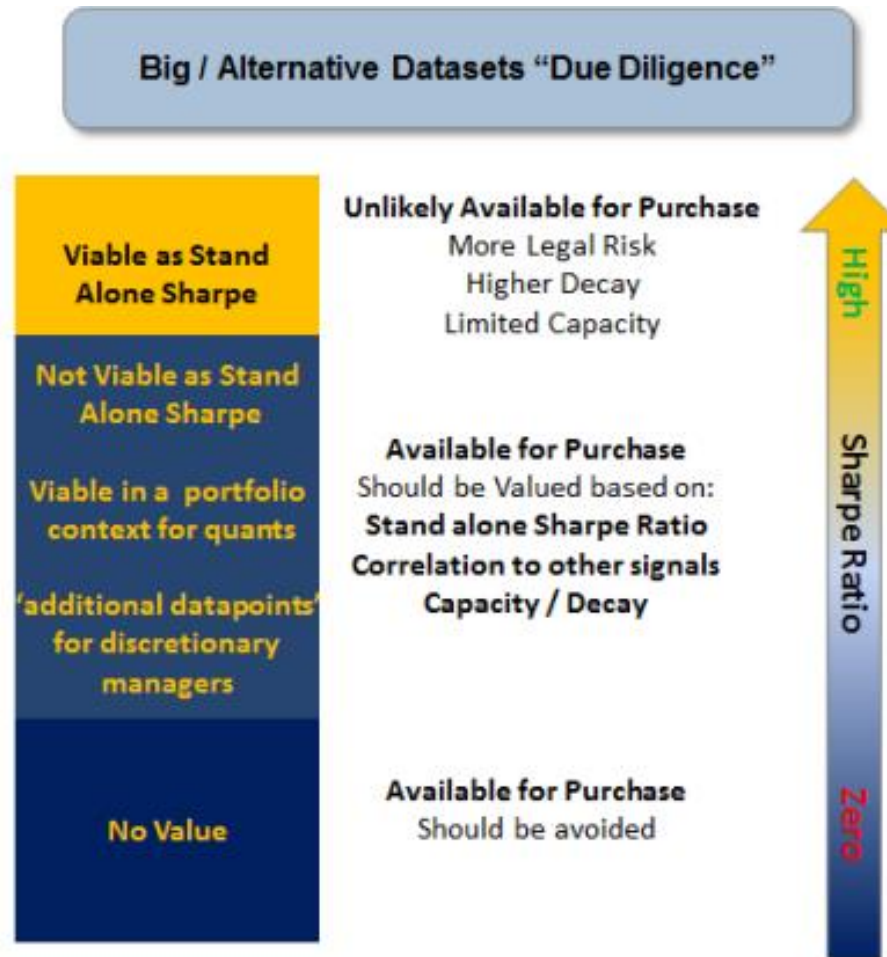 Big / Alternative Datasets “Due Diligence”
Viable as Stand
Alone Sharpe
Unlikely Available for Purchase
More Legal Risk
Higher Decay
Limited Capacity
Not Viable as Stand
Alone Sharpe
Viable in a portfolio
context for quants
‘additional datapoints’
for discretionary
managers
Available for Purchase
Should be Valued based on:
Stand alone Sharpe Ratio
Correlation to other signals
Capacity / Decay
No Value
Available for Purchase
Should be avoided
High
Sharpe Ratio
Zero